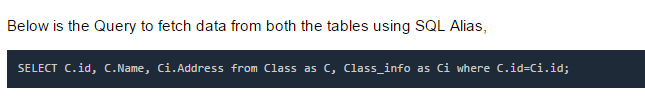 Below is the Query to fetch data from both the tables using SQL Alias,
SELECT C.id, C.Name, Ci.Address from Class as C, Class_info as Ci where C.id=Ci.id;